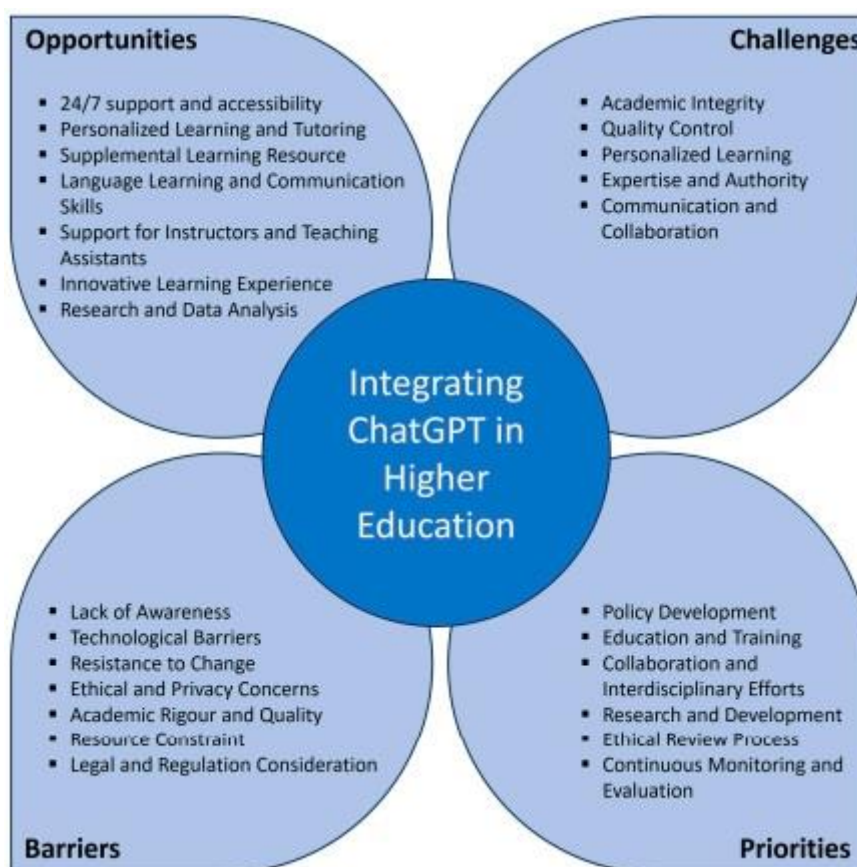 Opportunities
▪ 24/7 support and accessibility
▪ Personalized Learning and Tutoring
▪ Supplemental Learning Resource
▪ Language Learning and Communication
Skills
▪ Support for Instructors and Teaching
Assistants
▪ Innovative Learning Experience
▪ Research and Data Analysis
Challenges
▪ Academic Integrity
▪ Quality Control
▪ Personalized Learning
▪ Expertise and Authority
▪ Communication and
Collaboration
Integrating
ChatGPT in
Higher
Education
▪ Lack of Awareness
▪ Technological Barriers
▪ Resistance to Change
▪ Ethical and Privacy Concerns
▪ Academic Rigour and Quality
▪ Resource Constraint
▪ Legal and Regulation Consideration
Barriers
▪ Policy Development
▪ Education and Training
▪ Collaboration and
Interdisciplinary Efforts
▪ Research and Development
▪ Ethical Review Process
▪ Continuous Monitoring and
Evaluation
Priorities